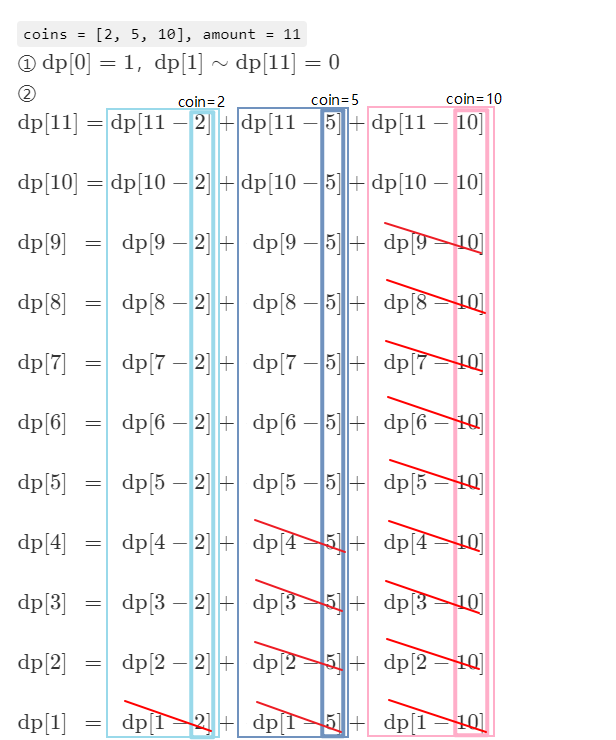 coins = [2, 5, 10], amount = 11
① dp[0] = 1, dp[1] ∼ dp[11] = 0
②
coin=2 coin=5 coin=10
dp[11] = dp[11 − 2] + dp[11 − 5] + dp[11 − 10]
dp[10] = dp[10 − 2] + dp[10 − 5] + dp[10 − 10]
dp[9] = dp[9 − 2] + dp[9 − 5] + dp[9 − 10]
dp[8] = dp[8 − 2] + dp[8 − 5] + dp[8 − 10]
dp[7] = dp[7 − 2] + dp[7 − 5] + dp[7 − 10]
dp[6] = dp[6 − 2] + dp[6 − 5] + dp[6 − 10]
dp[5] = dp[5 − 2] + dp[5 − 5] + dp[5 − 10]
dp[4] = dp[4 − 2] + dp[4 − 5] + dp[4 − 10]
dp[3] = dp[3 − 2] + dp[3 − 5] + dp[3 − 10]
dp[2] = dp[2 − 2] + dp[2 − 5] + dp[2 − 10]
dp[1] = dp[1 − 2] + dp[1 − 5] + dp[1 − 10]